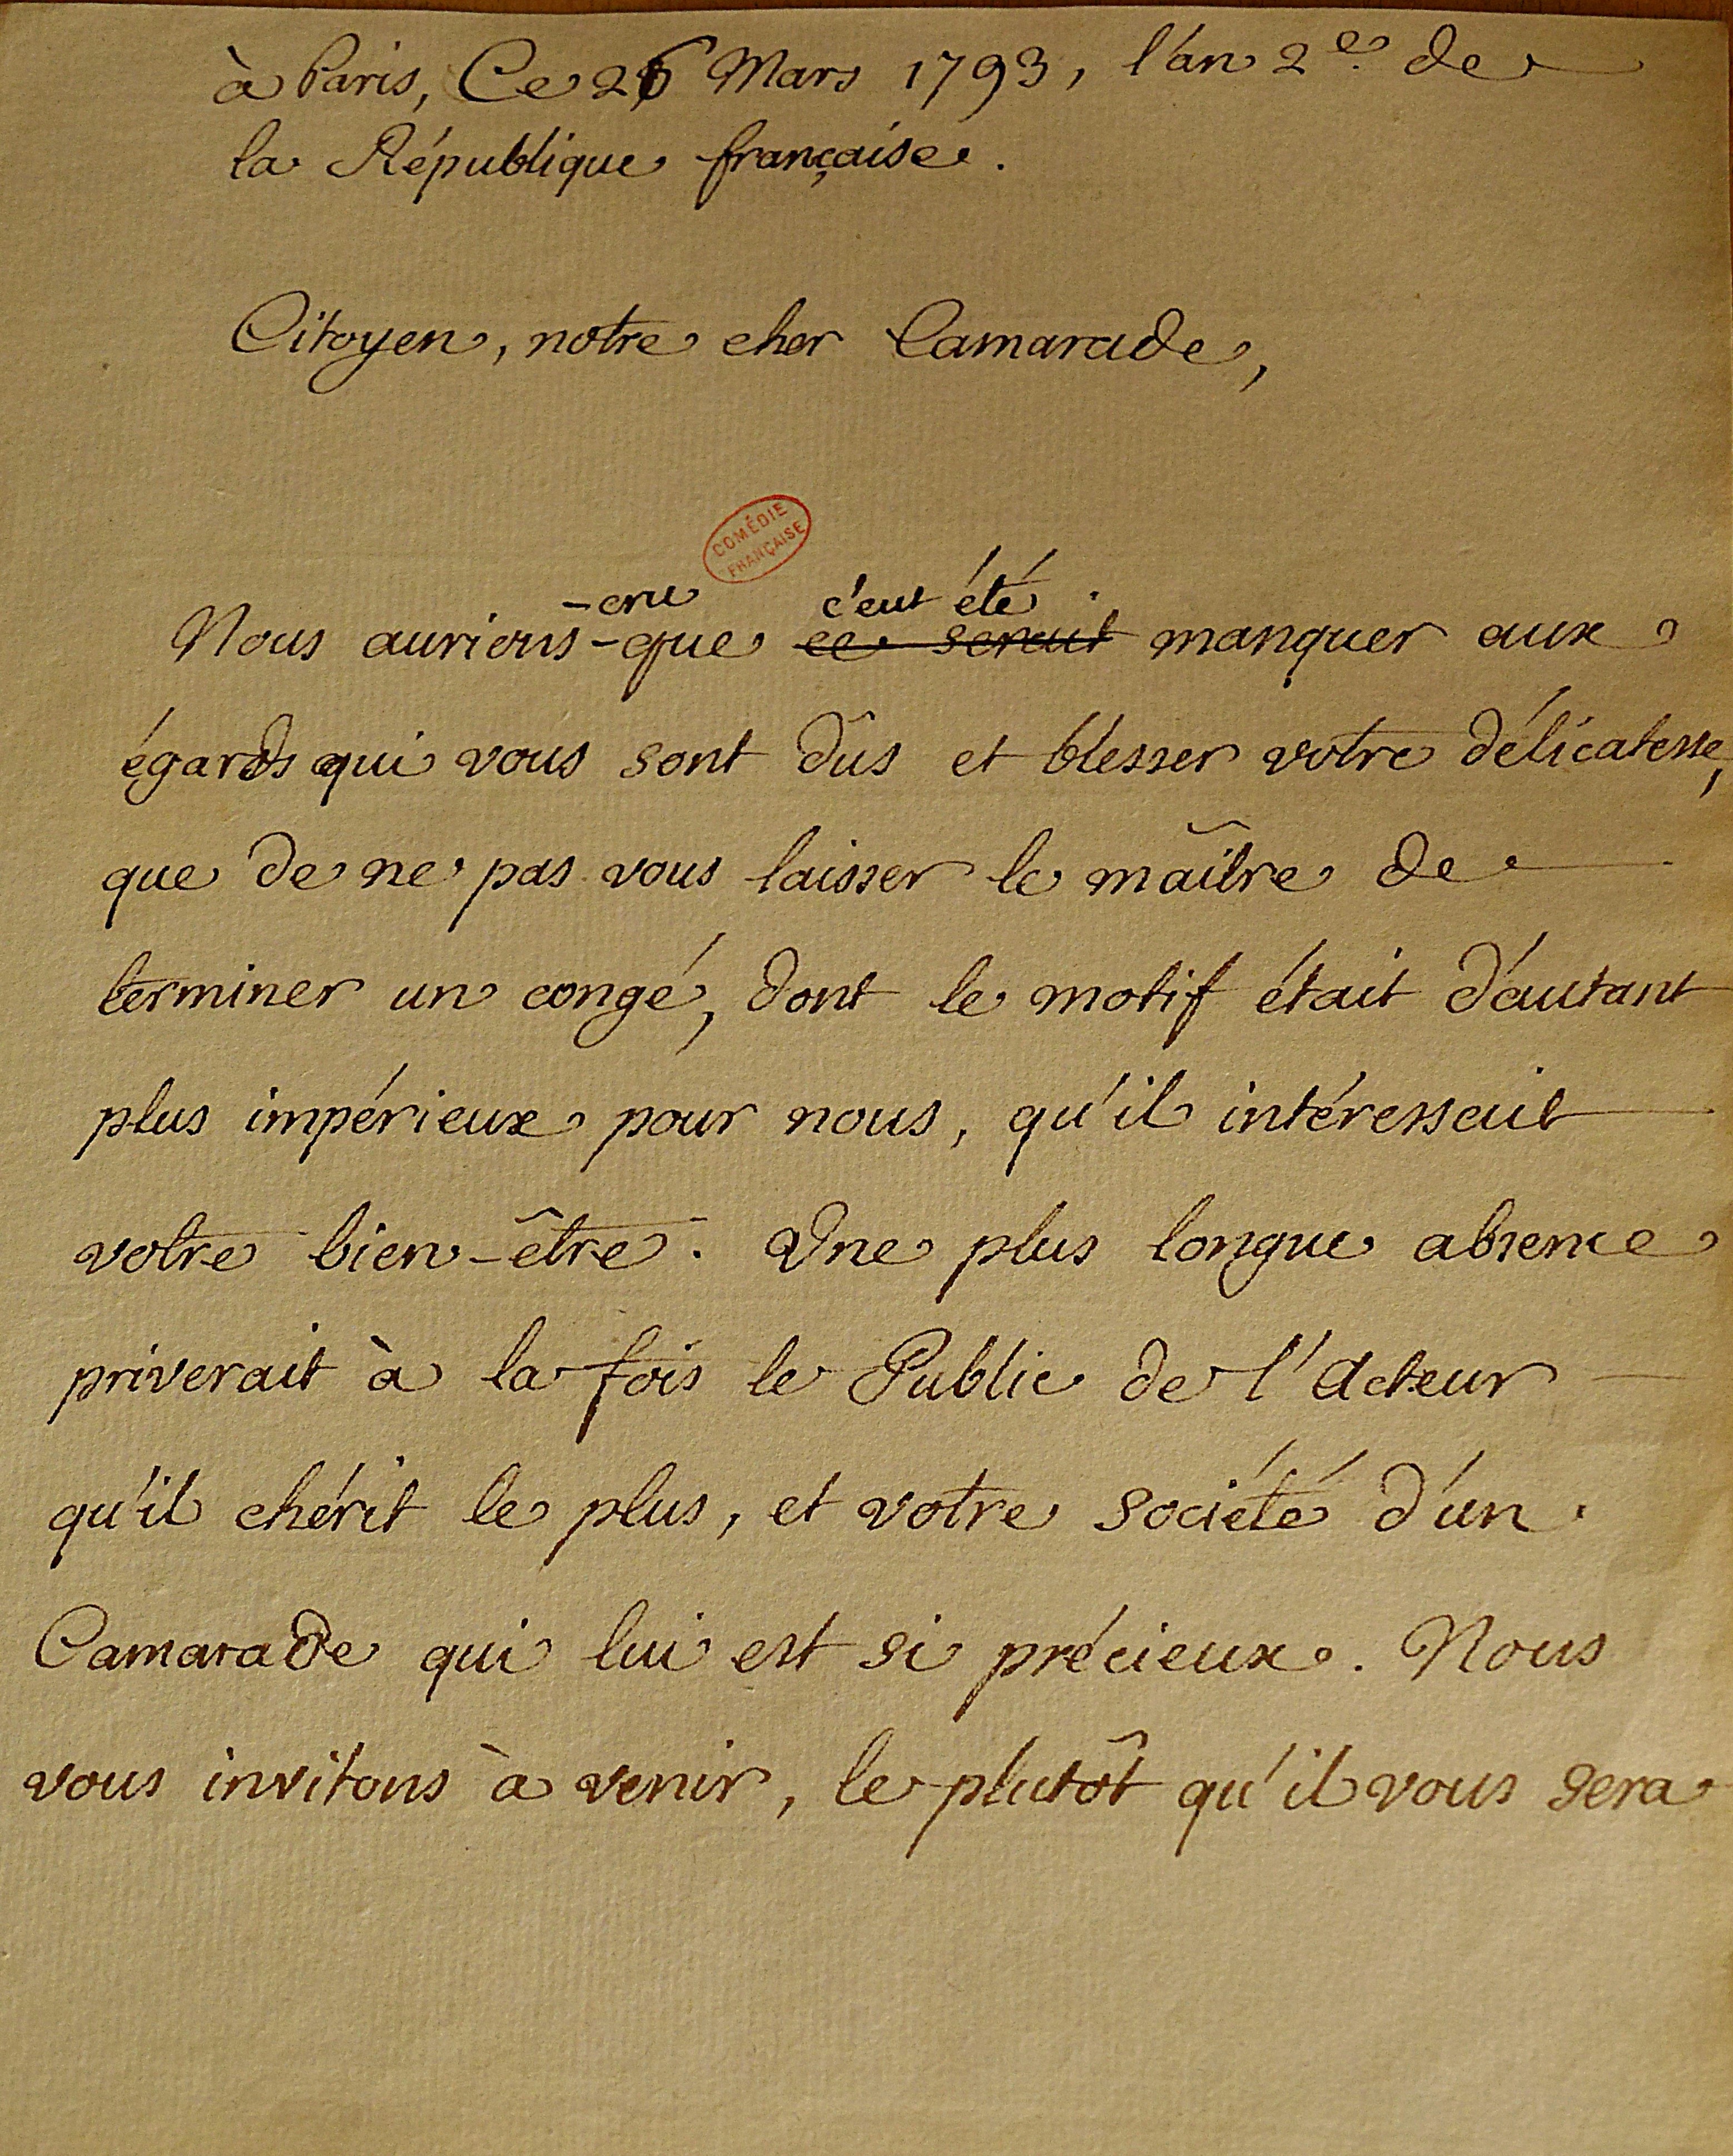 à Paris, Ce 26 Mars 1793, l'an 2e. de
la République française.
Citoyen, notre cher Camarade,
COMÉDIE
FRANÇAISE
-cru c'eut été
Nous aurions-que ce serait manquer aux
égards qui vous sont dûs et blesser votre délicatesse,
que de ne pas vous laisser le maître de
terminer un congé, dont le motif était d'autant
plus impérieux pour nous, qu'il intéressait
votre bien-être. Une plus longue absence
priverait à la fois le Public de l'Acteur
qu'il chérit le plus, et votre société d'un
Camarade qui lui est si précieux. Nous
vous invitons à venir, le plutôt qu'il vous sera